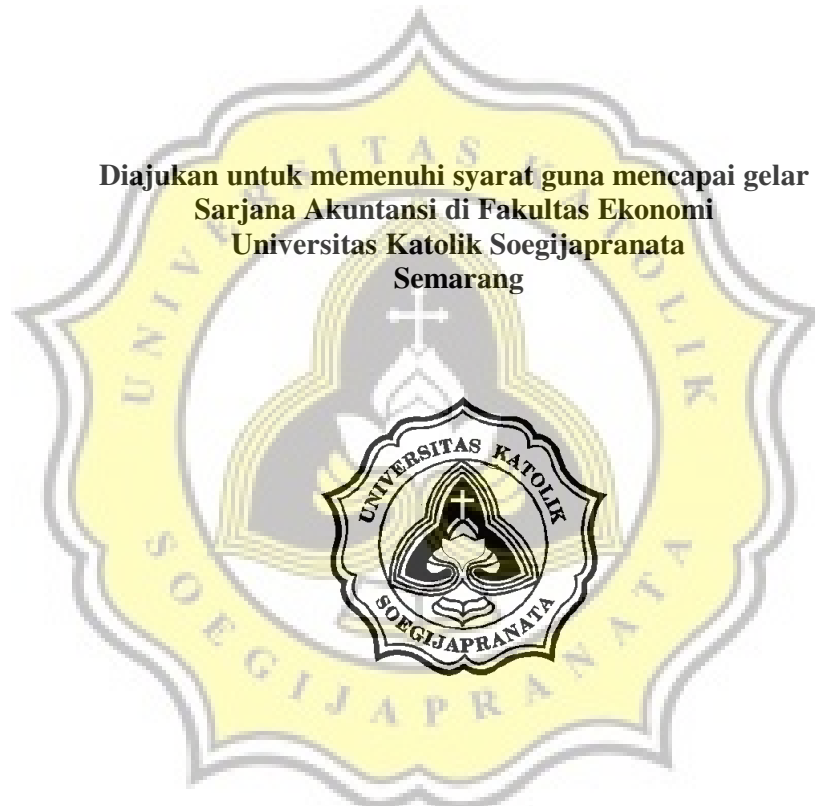 Diajukan untuk memenuhi syarat guna mencapai gelar
Sarjana Akuntansi di Fakultas Ekonomi
Universitas Katolik Soegijapranata
Semarang
UNIVERSITAS KATOLIK
SOEGIJAPRANATA
UNIVERSITAS KATOLIK
SOEGIJAPRANATA